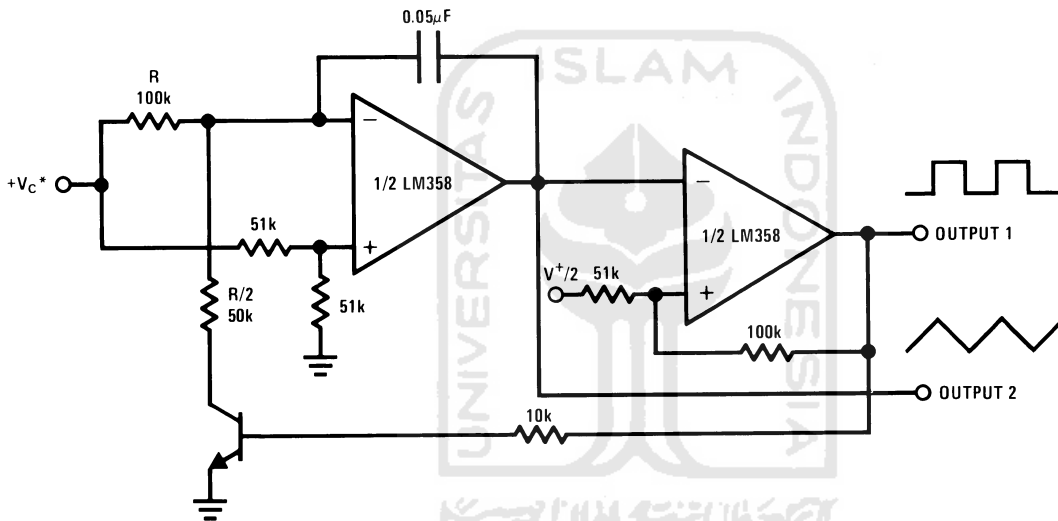 0.05µF
R
100k
+VC*
1/2 LM358
51k
51k
R/2
50k
1/2 LM358
V+/2
51k
100k
OUTPUT 1
OUTPUT 2
10k
UNIVERSITAS
ISLAM
INDONESIA